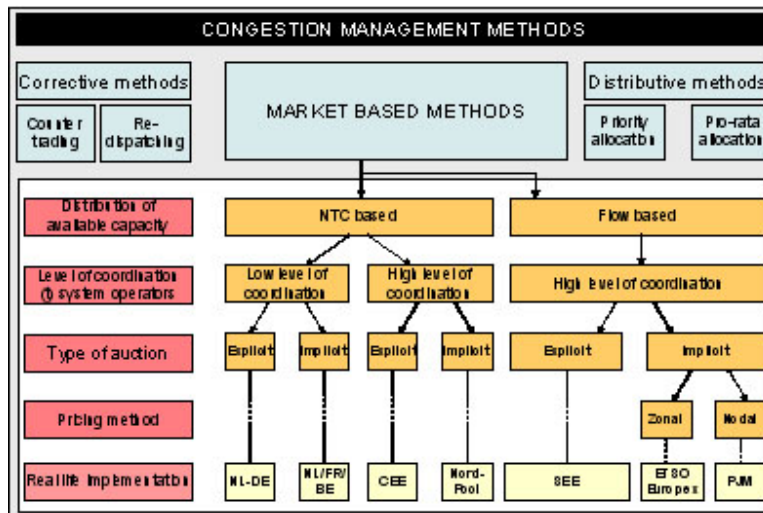 CONGESTION MANAGEMENT METHODS
Corrective methods
Counter
trading
Re-
dispatching
MARKET BASED METHODS
Distributive methods
Priority
allocation
Pro-rata
allocation
Distribution of
available capacity
NTC based
Flow based
Level of coordination
system operators
Low level of
coordination
High level of
coordination
High level of coordination
Type of auction
Explicit
Implicit
Explicit
Implicit
Explicit
Implicit
Pricing method
Zonal
Nodal
Real life implementation
NL-DE
NL/FR/
BE
CEE
Nord-
Pool
SEE
ETSO
Europex
PJM